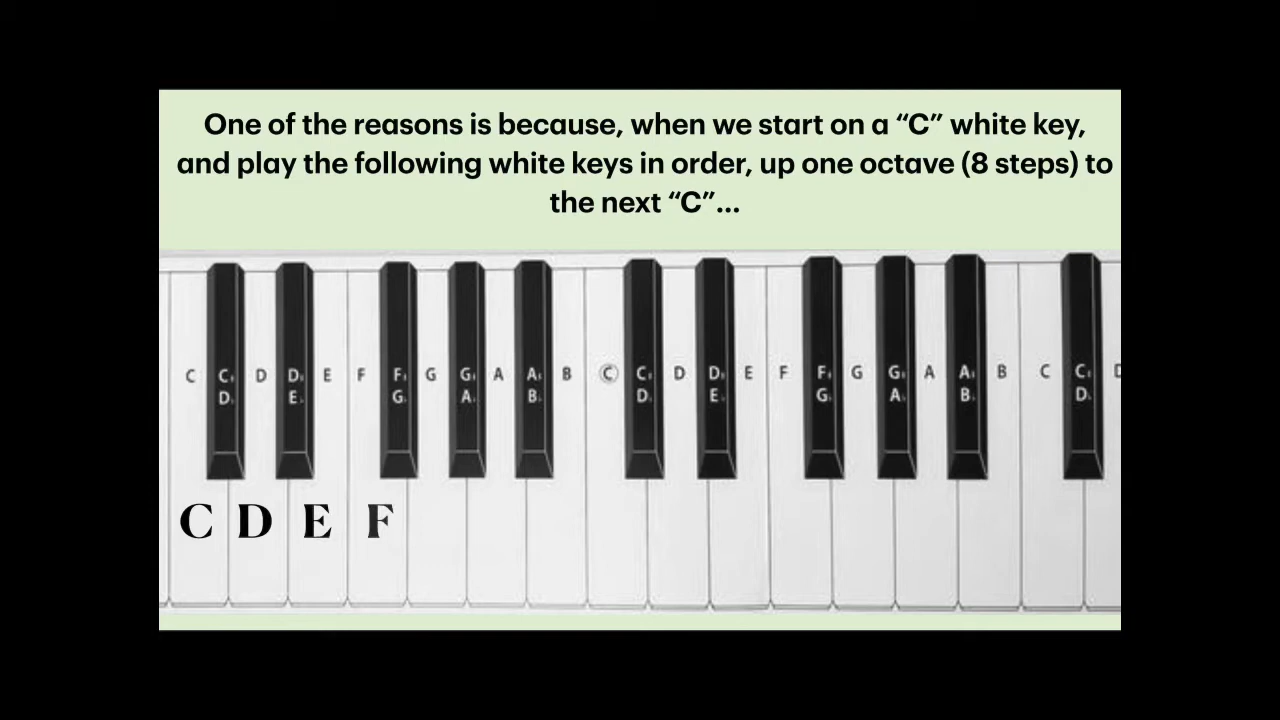 One of the reasons is because, when we start on a “C” white key,
and play the following white keys in order, up one octave (8 steps) to
the next “C”...
C C♯ D D♯ E F F♯ G G♯ A A♯ B C C♯ D D♯ E F F♯ G G♯ A A♯ B C C♯ D
D♭ E♭ G♭ A♭ B♭ D♭ E♭ G♭ A♭ B♭ D♭
C D E F